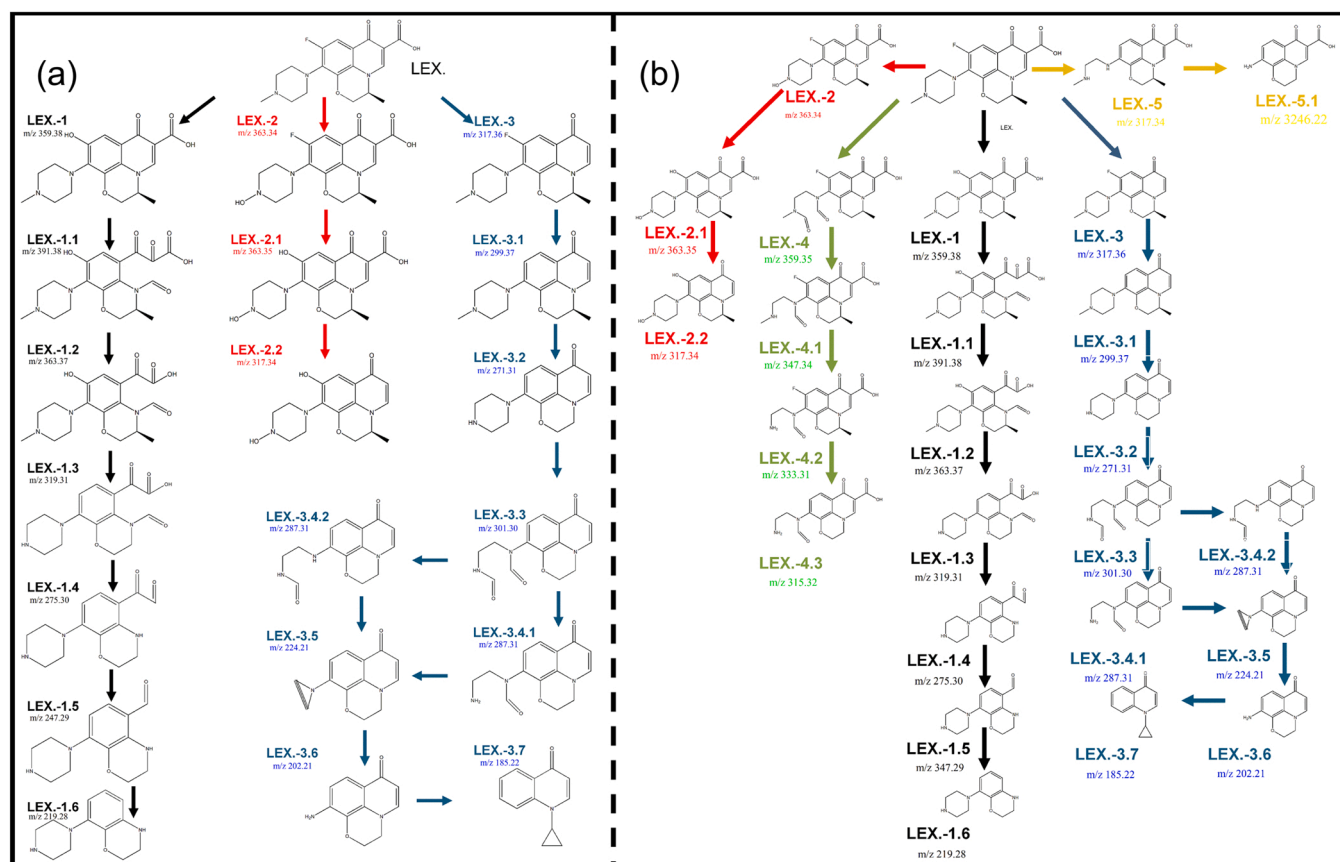 (a)
LEX.
LEX.-1
m/z 359.38
LEX.-2
m/z 363.34
LEX.-3
m/z 317.36
LEX.-1.1
m/z 391.38
LEX.-2.1
m/z 363.35
LEX.-3.1
m/z 299.37
LEX.-1.2
m/z 363.37
LEX.-2.2
m/z 317.34
LEX.-3.2
m/z 271.31
LEX.-1.3
m/z 319.31
LEX.-3.4.2
m/z 287.31
LEX.-3.3
m/z 301.30
LEX.-1.4
m/z 275.30
LEX.-3.5
m/z 224.21
LEX.-3.4.1
m/z 287.31
LEX.-1.5
m/z 247.29
LEX.-3.6
m/z 202.21
LEX.-3.7
m/z 185.22
LEX.-1.6
m/z 219.28
(b)
LEX.-2
m/z 363.34
LEX.
LEX.-5
m/z 317.34
LEX.-5.1
m/z 3246.22
LEX.-2.1
m/z 363.35
LEX.-4
m/z 359.35
LEX.-1
m/z 359.38
LEX.-3
m/z 317.36
LEX.-2.2
m/z 317.34
LEX.-4.1
m/z 347.34
LEX.-1.1
m/z 391.38
LEX.-3.1
m/z 299.37
LEX.-4.2
m/z 333.31
LEX.-1.2
m/z 363.37
LEX.-3.2
m/z 271.31
LEX.-4.3
m/z 315.32
LEX.-1.3
m/z 319.31
LEX.-3.3
m/z 301.30
LEX.-3.4.2
m/z 287.31
LEX.-1.4
m/z 275.30
LEX.-3.4.1
m/z 287.31
LEX.-3.5
m/z 224.21
LEX.-1.5
m/z 347.29
LEX.-3.7
m/z 185.22
LEX.-3.6
m/z 202.21
LEX.-1.6
m/z 219.28